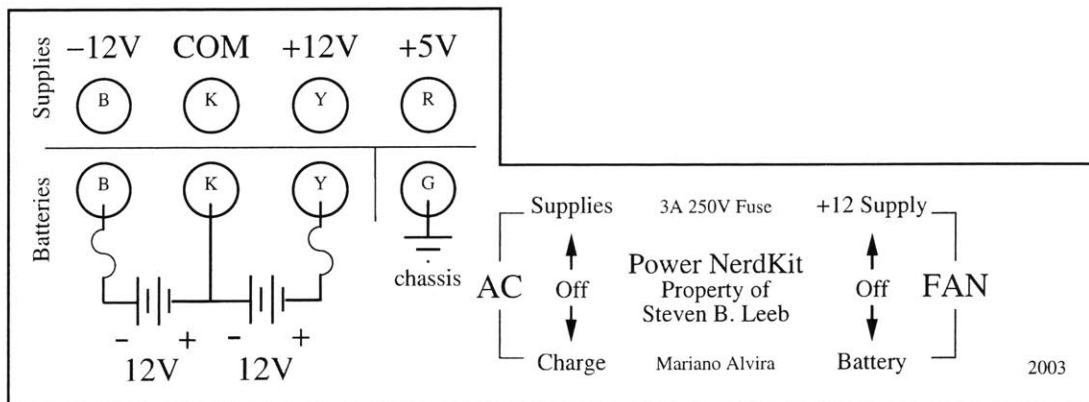 Supplies
−12V COM +12V +5V
B K Y R
Batteries
B K Y G
chassis
- + - +
12V 12V
AC
Supplies
Off
Charge
3A 250V Fuse
Power NerdKit
Property of
Steven B. Leeb
Mariano Alvira
+12 Supply
Off
Battery
FAN
2003